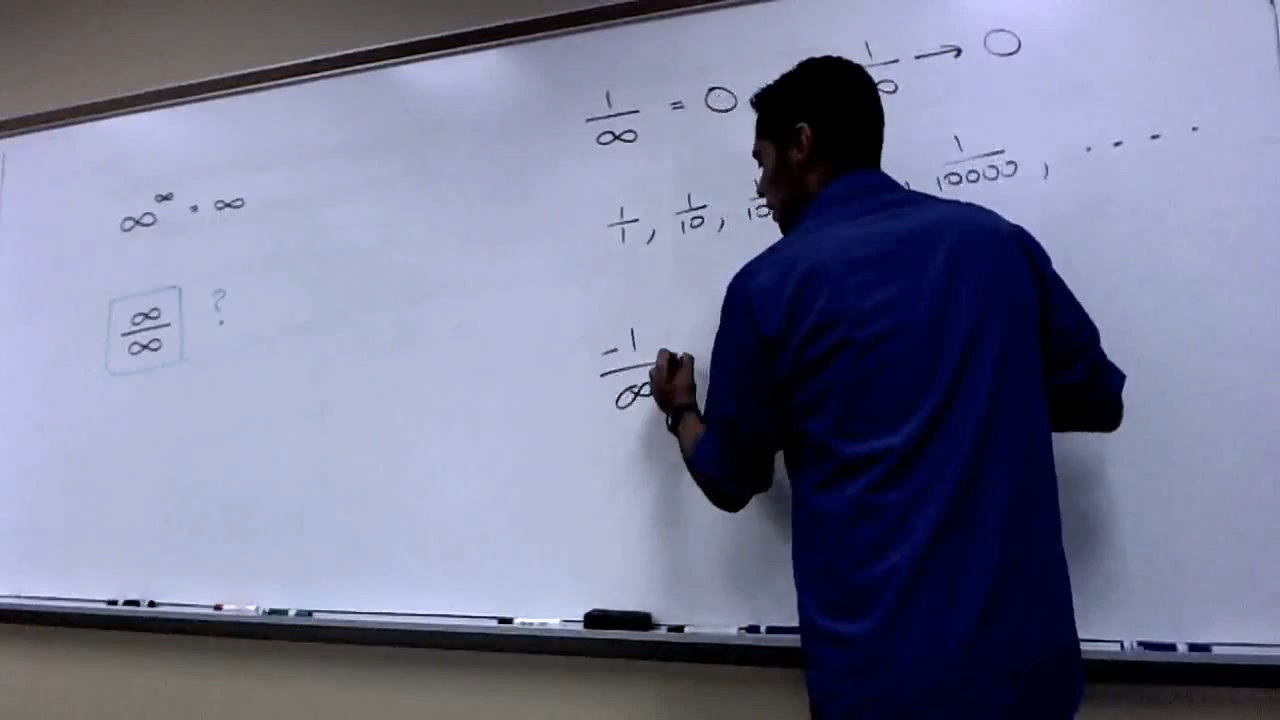 ∞^∞ = ∞
∞/∞ ?
1/∞ = 0
1/∞ → 0
1/1, 1/10, 1/10000, ....
-1/∞